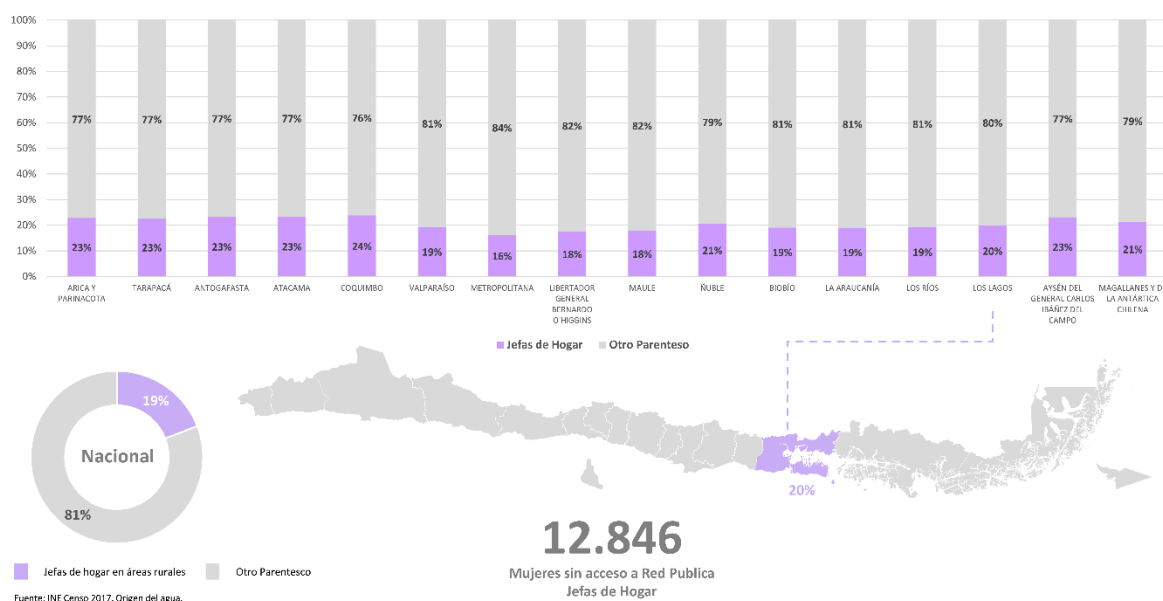 100%
90%
80%
70%
60%
50%
40%
30%
20%
10%
0%
77% 77% 77% 77% 76% 81% 84% 82% 82% 79% 81% 81% 81% 80% 77% 79%
23% 23% 23% 23% 24% 19% 16% 18% 18% 21% 19% 19% 19% 20% 23% 21%
ARICA Y
PARINACOTA
TARAPACÁ
ANTOFAGASTA
ATACAMA
COQUIMBO
VALPARAÍSO
METROPOLITANA
LIBERTADOR
GENERAL
BERNARDO
O'HIGGINS
MAULE
ÑUBLE
BIOBÍO
LA ARAUCANÍA
LOS RÍOS
LOS LAGOS
AYSÉN DEL
GENERAL CARLOS
IBÁÑEZ DEL
CAMPO
MAGALLANES Y D
LA ANTÁRTICA
CHILENA
Jefas de Hogar Otro Parenteso
19%
Nacional
81%
20%
12.846
Mujeres sin acceso a Red Publica
Jefas de Hogar
Jefas de hogar en áreas rurales Otro Parentesco
Fuente: INE Censo 2017. Origen del agua.